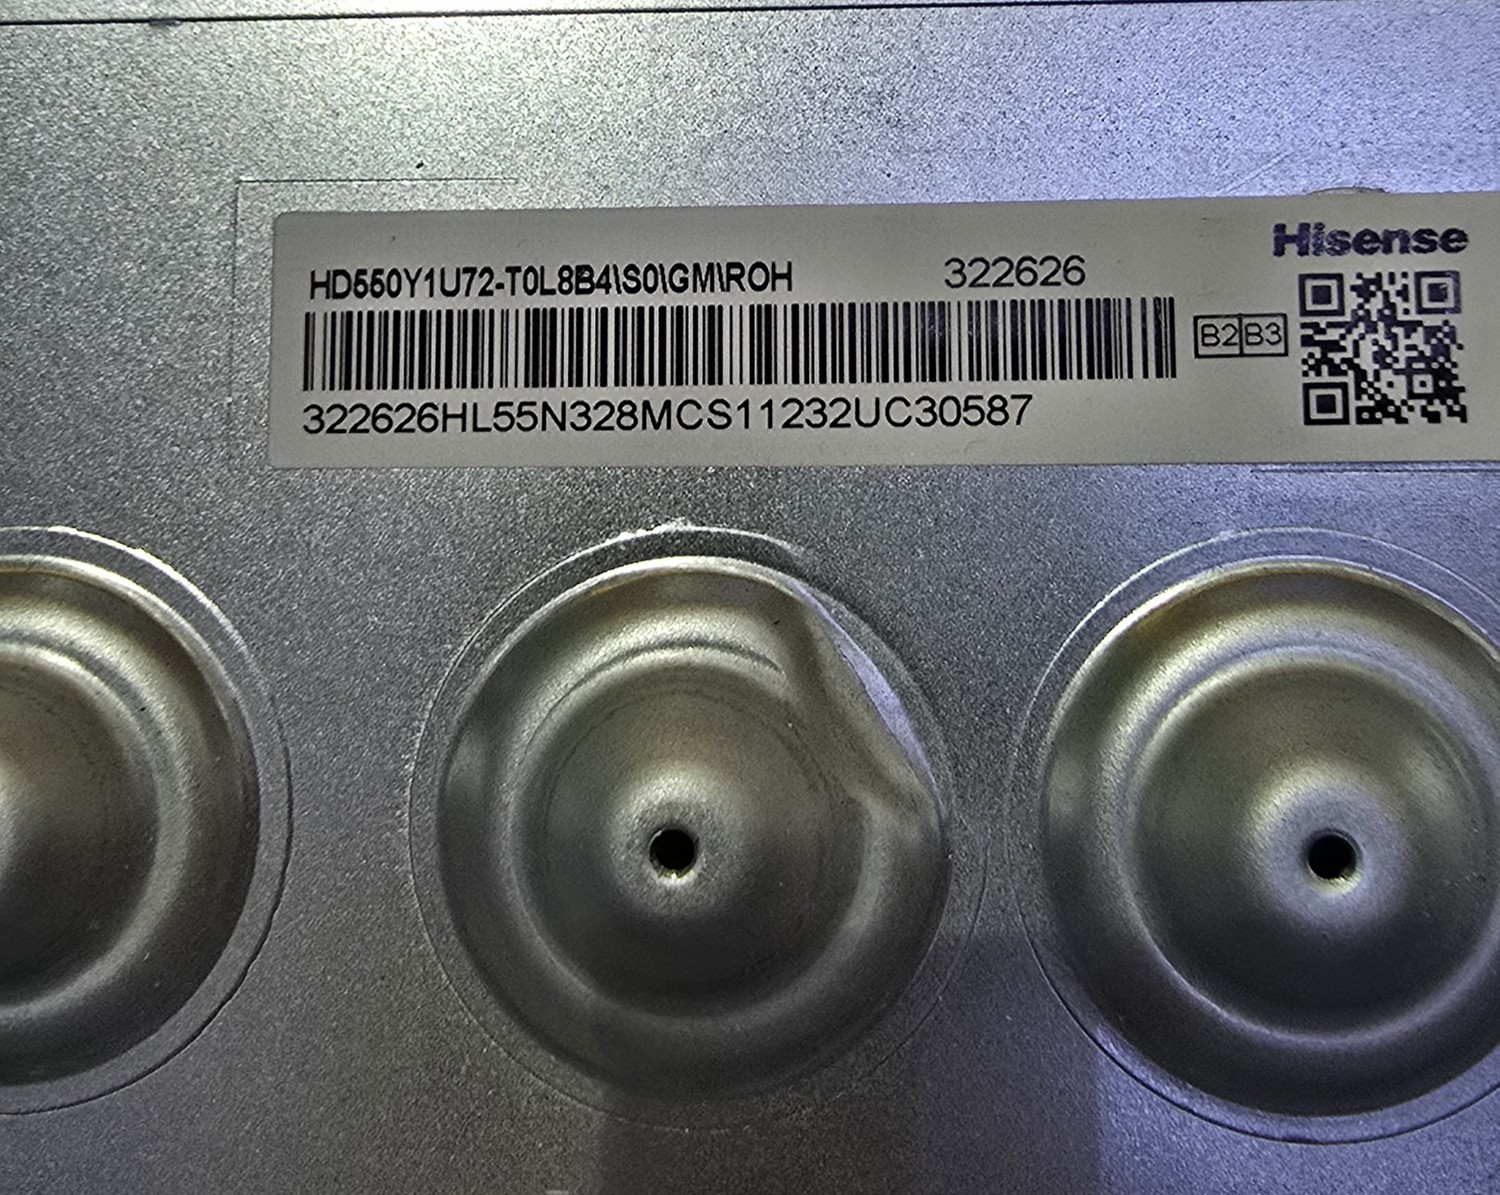 Hisense
HD550Y1U72-T0L8B4\S0\GM\ROH 322626
B2 B3
322626HL55N328MCS11232UC30587